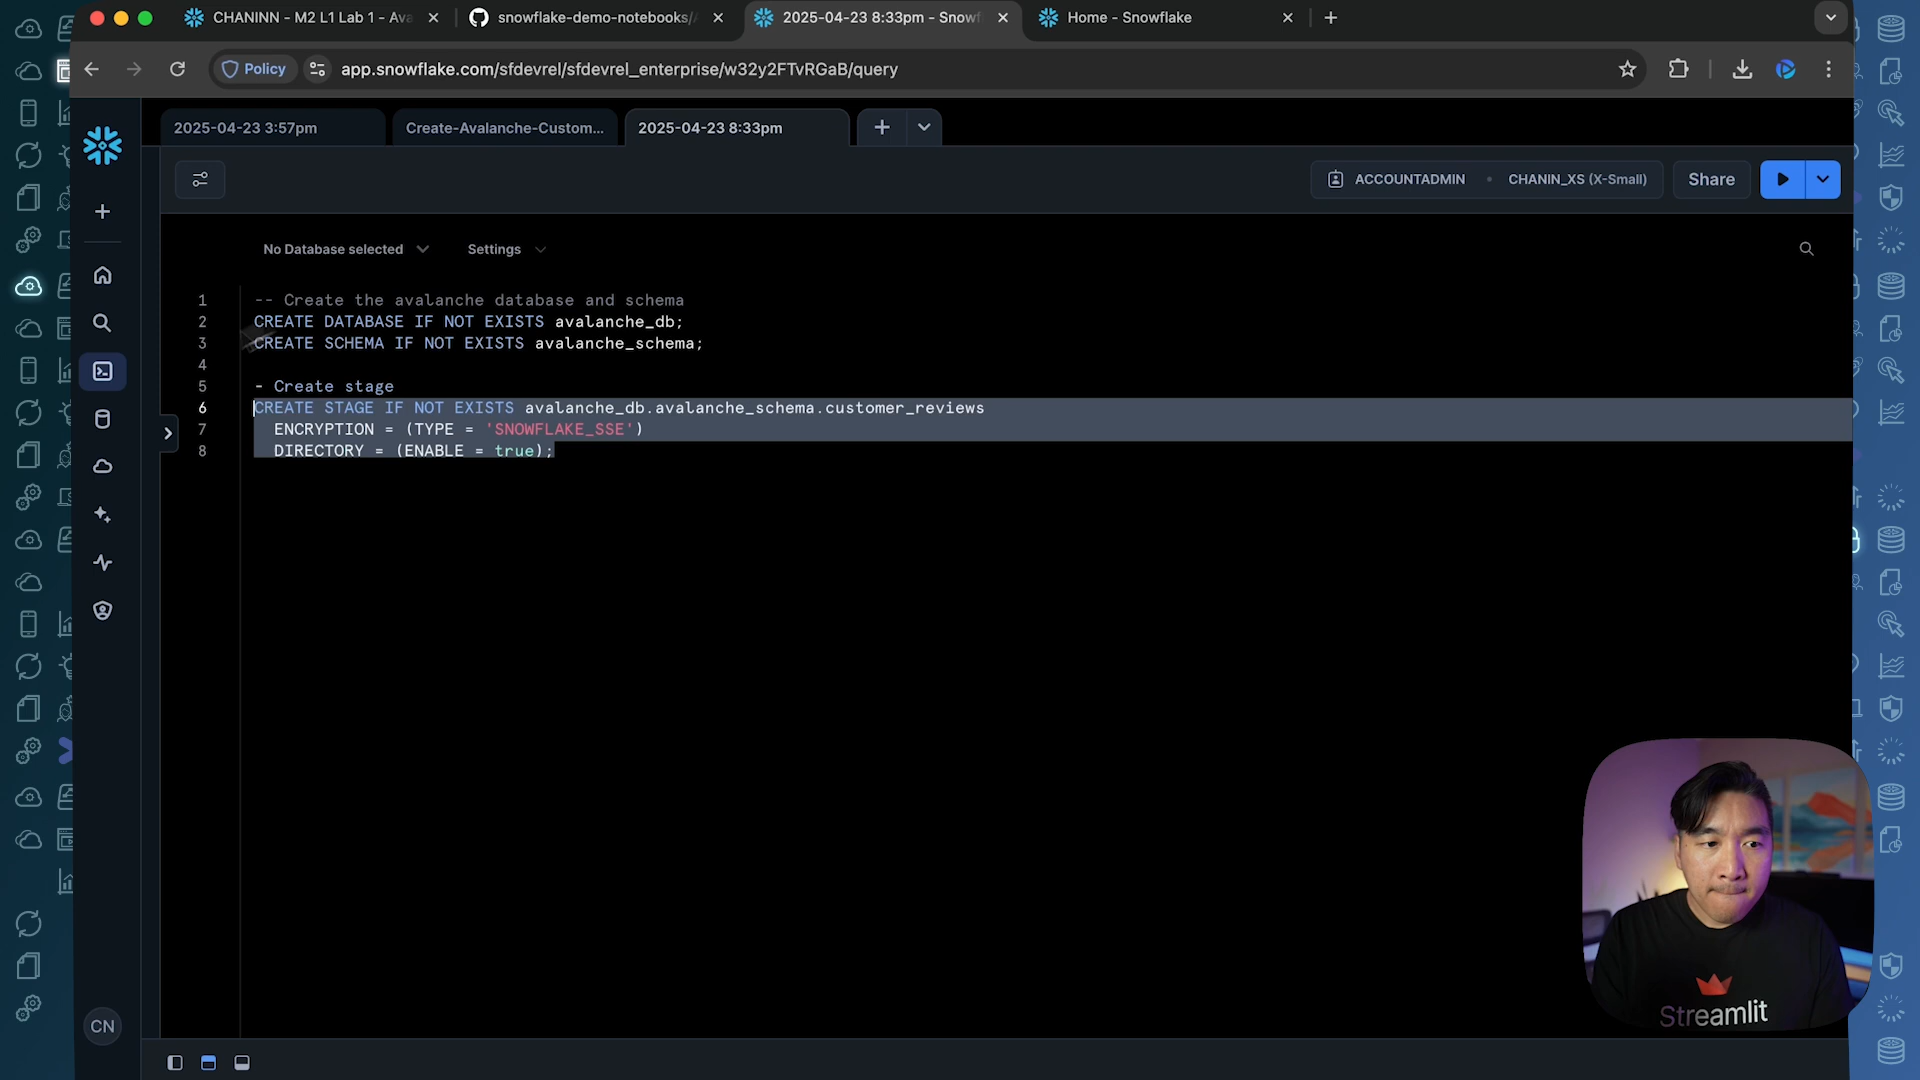 CHANINN - M2 L1 Lab 1 - Ava
snowflake-demo-notebooks/
2025-04-23 8:33pm - Snowf
Home - Snowflake
Policy
app.snowflake.com/sfdevrel/sfdevrel_enterprise/w32y2FTvRGaB/query
2025-04-23 3:57pm
Create-Avalanche-Custom...
2025-04-23 8:33pm
ACCOUNTADMIN
CHANIN_XS (X-Small)
Share
No Database selected
Settings
1 -- Create the avalanche database and schema
2 CREATE DATABASE IF NOT EXISTS avalanche_db;
3 CREATE SCHEMA IF NOT EXISTS avalanche_schema;
4
5 - Create stage
6 CREATE STAGE IF NOT EXISTS avalanche_db.avalanche_schema.customer_reviews
7 ENCRYPTION = (TYPE = 'SNOWFLAKE_SSE')
8 DIRECTORY = (ENABLE = true);
CN
Streamlit